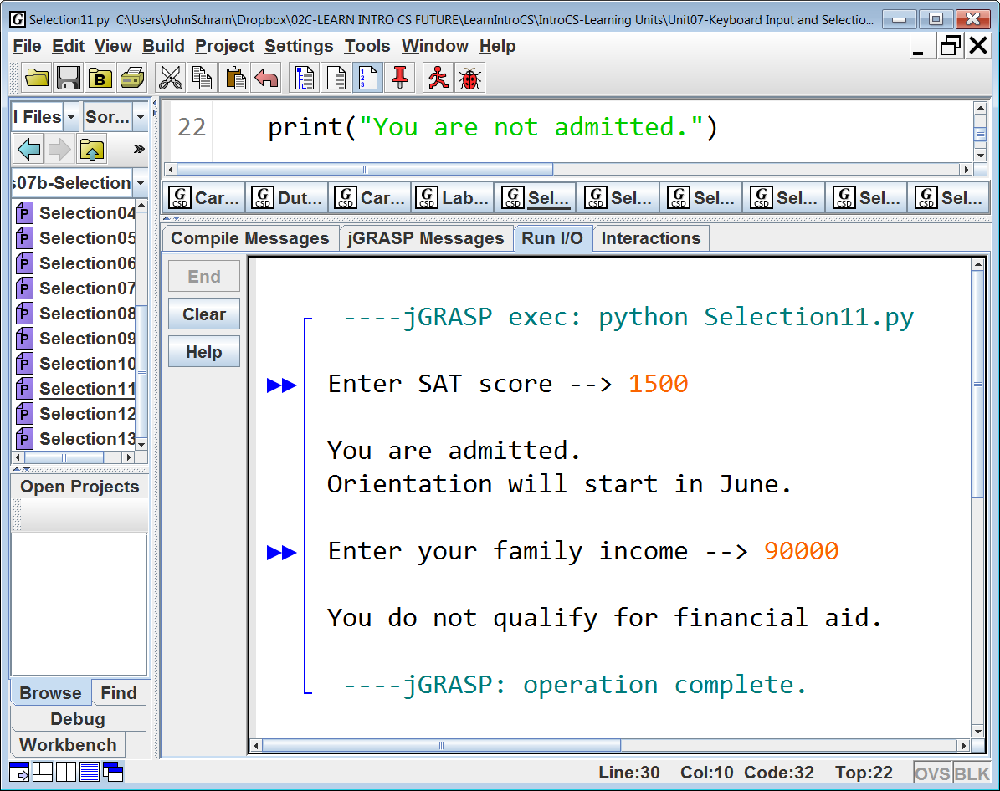 Selection11.py  C:\Users\JohnSchram\Dropbox\02C-LEARN INTRO CS FUTURE\LearnIntroCS\IntroCS-Learning Units\Unit07-Keyboard Input and Selectio...
File Edit View Build Project Settings Tools Window Help
l Files Sor...
22 print("You are not admitted.")
s07b-Selection
Car... Dut... Car... Lab... Sel... Sel... Sel... Sel... Sel... Sel...
Selection04
Selection05
Selection06
Selection07
Selection08
Selection09
Selection10
Selection11
Selection12
Selection13
Open Projects
Browse Find
Debug
Workbench
Compile Messages jGRASP Messages Run I/O Interactions
End
Clear
Help
----jGRASP exec: python Selection11.py
Enter SAT score --> 1500
You are admitted.
Orientation will start in June.
Enter your family income --> 90000
You do not qualify for financial aid.
----jGRASP: operation complete.
Line:30 Col:10 Code:32 Top:22 OVS BLK